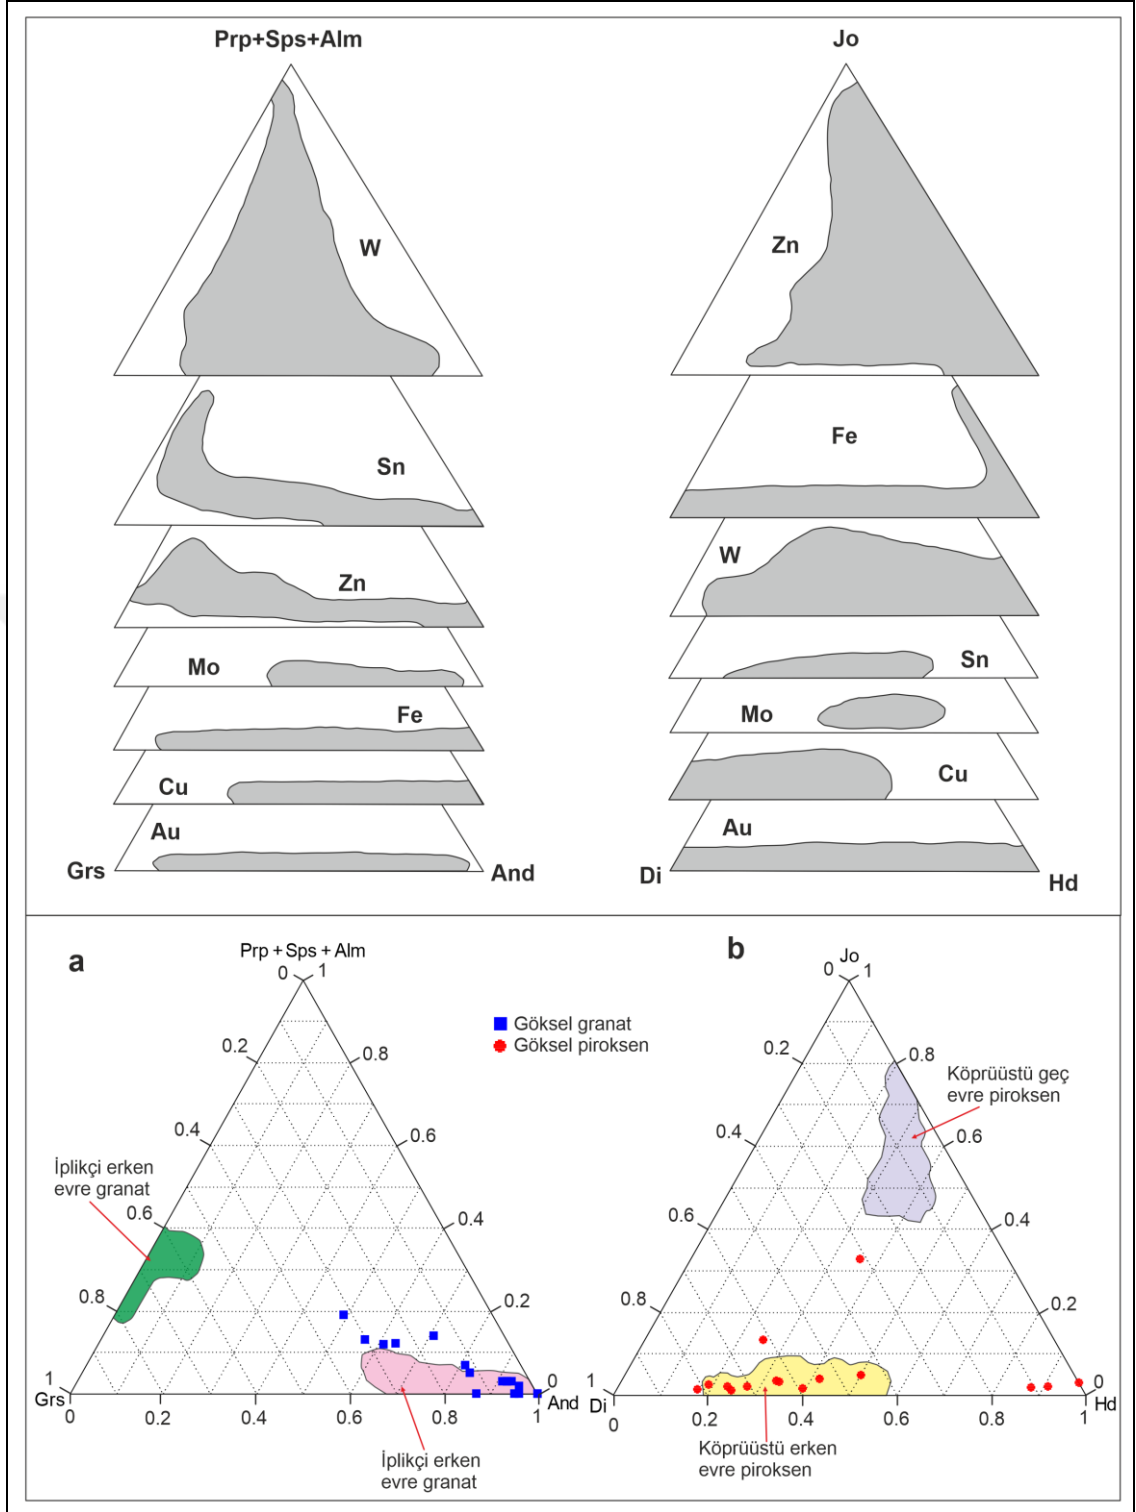 Prp+Sps+Alm
W
Sn
Zn
Mo
Fe
Cu
Au
Grs
And
Jo
Zn
Fe
W
Sn
Mo
Cu
Au
Di
Hd
a
Prp + Sps + Alm
0 1
0.2
0.8
0.4
0.6
0.6
0.4
0.8
0.2
1
0
Grs
And
0
0.2
0.4
0.6
0.8
1
İplikçi erken
evre granat
İplikçi erken
evre granat
Göksel granat
Göksel piroksen
b
Jo
0 1
0.2
0.8
0.4
0.6
0.6
0.4
0.8
0.2
1
0
Di
Hd
0
0.2
0.4
0.6
0.8
1
Köprüüstü geç
evre piroksen
Köprüüstü erken
evre piroksen